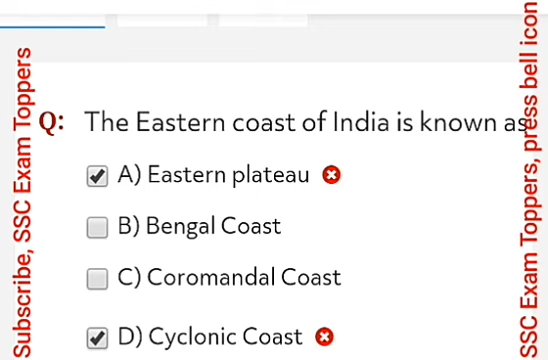 Subscribe, SSC Exam Toppers
SSC Exam Toppers, press bell icon
Q: The Eastern coast of India is known as
A) Eastern plateau
B) Bengal Coast
C) Coromandal Coast
D) Cyclonic Coast